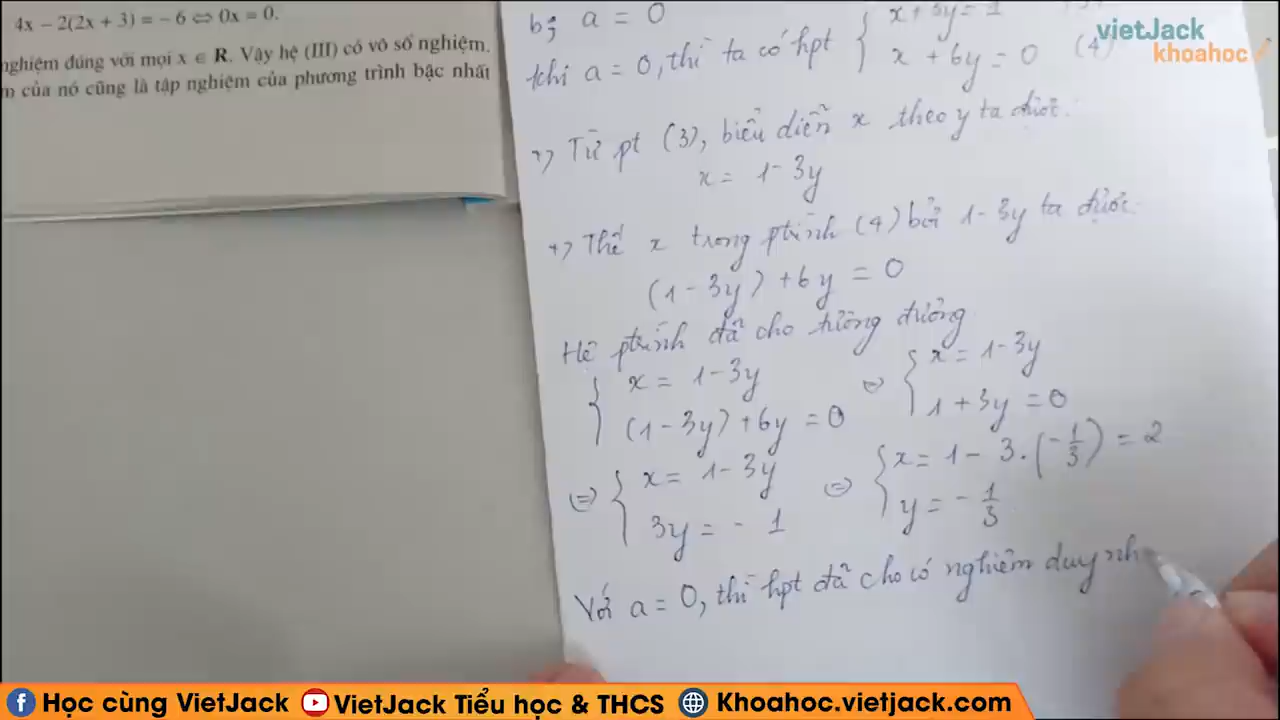 4x – 2(2x + 3) = – 6 ⇔ 0x = 0.
nghiệm đúng với mọi x ∈ R. Vậy hệ (III) có vô số nghiệm.
m của nó cũng là tập nghiệm của phương trình bậc nhất
b; a = 0
khi a = 0, thì ta có hpt { x + 3y = 1
x + 6y = 0 (4)
+> Từ pt (3), biểu diễn x theo y ta được:
x = 1 - 3y
+> Thế x trong ptrình (4) bởi 1 - 3y ta được:
(1 - 3y) + 6y = 0
Hệ ptrình đã cho tương đương
{ x = 1 - 3y
(1 - 3y) + 6y = 0
⇔ { x = 1 - 3y
1 + 3y = 0
⇔ { x = 1 - 3y
3y = - 1
⇔ { x = 1 - 3.(-1/3) = 2
y = - 1/3
Với a = 0, thì hpt đã cho có nghiệm duy nh
vietJack
khoahoc
Học cùng VietJack
VietJack Tiểu học & THCS
Khoahoc.vietjack.com